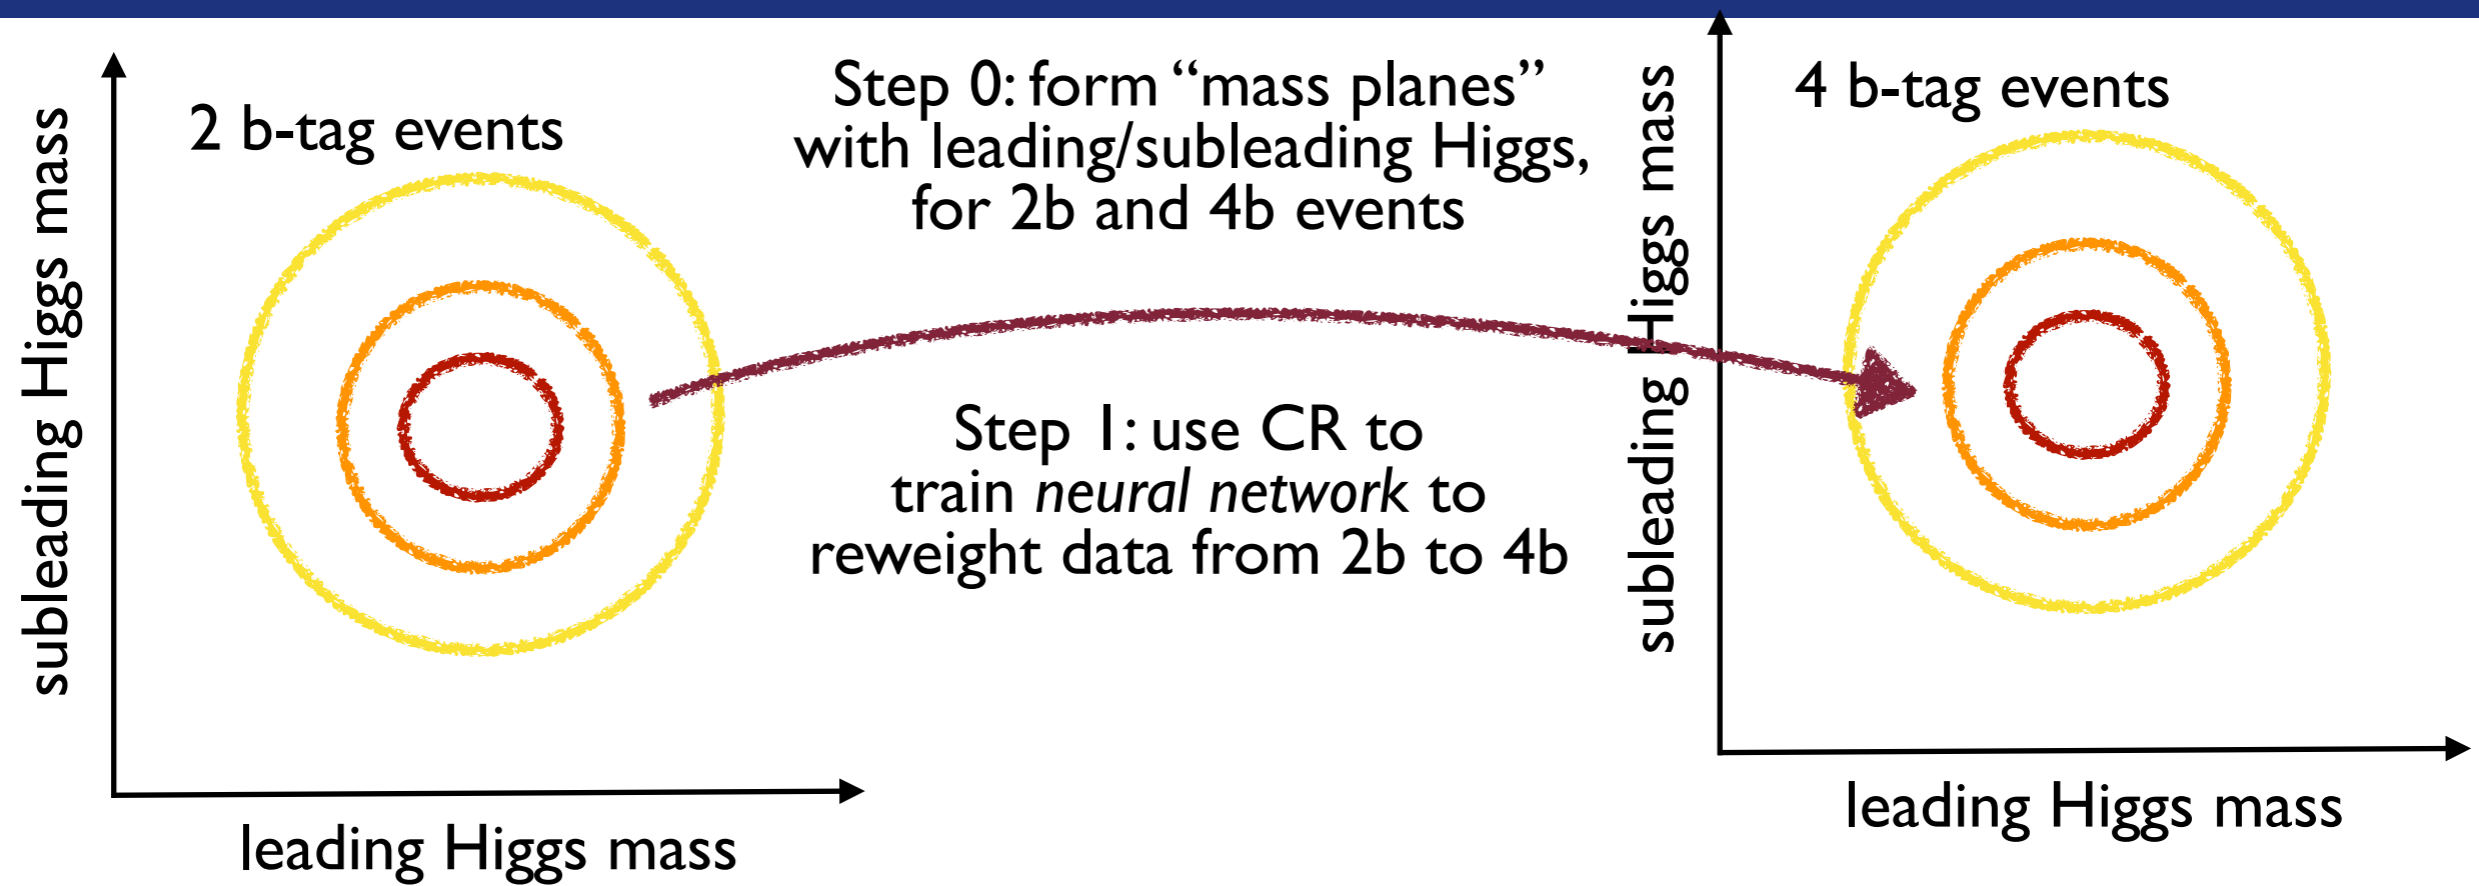 2 b-tag events
subleading Higgs mass
leading Higgs mass
Step 0: form “mass planes”
with leading/subleading Higgs,
for 2b and 4b events
Step 1: use CR to
train neural network to
reweight data from 2b to 4b
4 b-tag events
subleading Higgs mass
leading Higgs mass